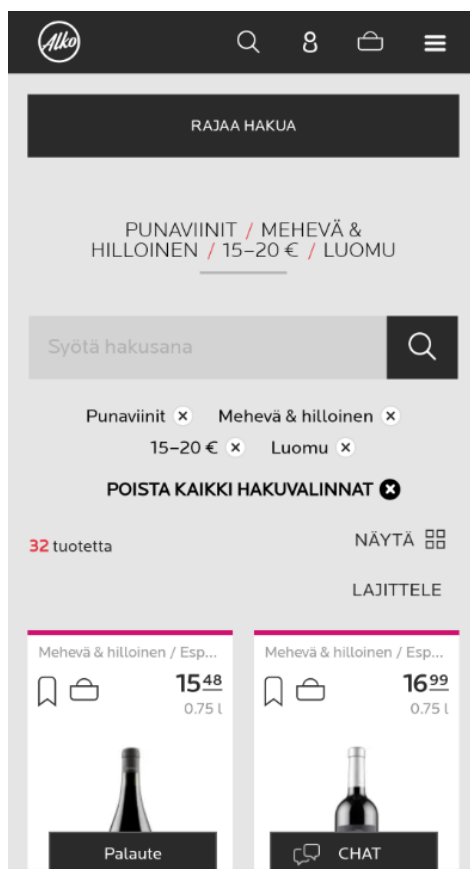 Alko
RAJAA HAKUA
PUNAVIINIT / MEHEVÄ &
HILLOINEN / 15–20 € / LUOMU
Syötä hakusana
Punaviinit Mehevä & hilloinen
15–20 € Luomu
POISTA KAIKKI HAKUVALINNAT
32 tuotetta NÄYTÄ
LAJITTELE
Mehevä & hilloinen / Esp...
15 48
0.75 l
Mehevä & hilloinen / Esp...
16 99
0.75 l
Palaute
CHAT